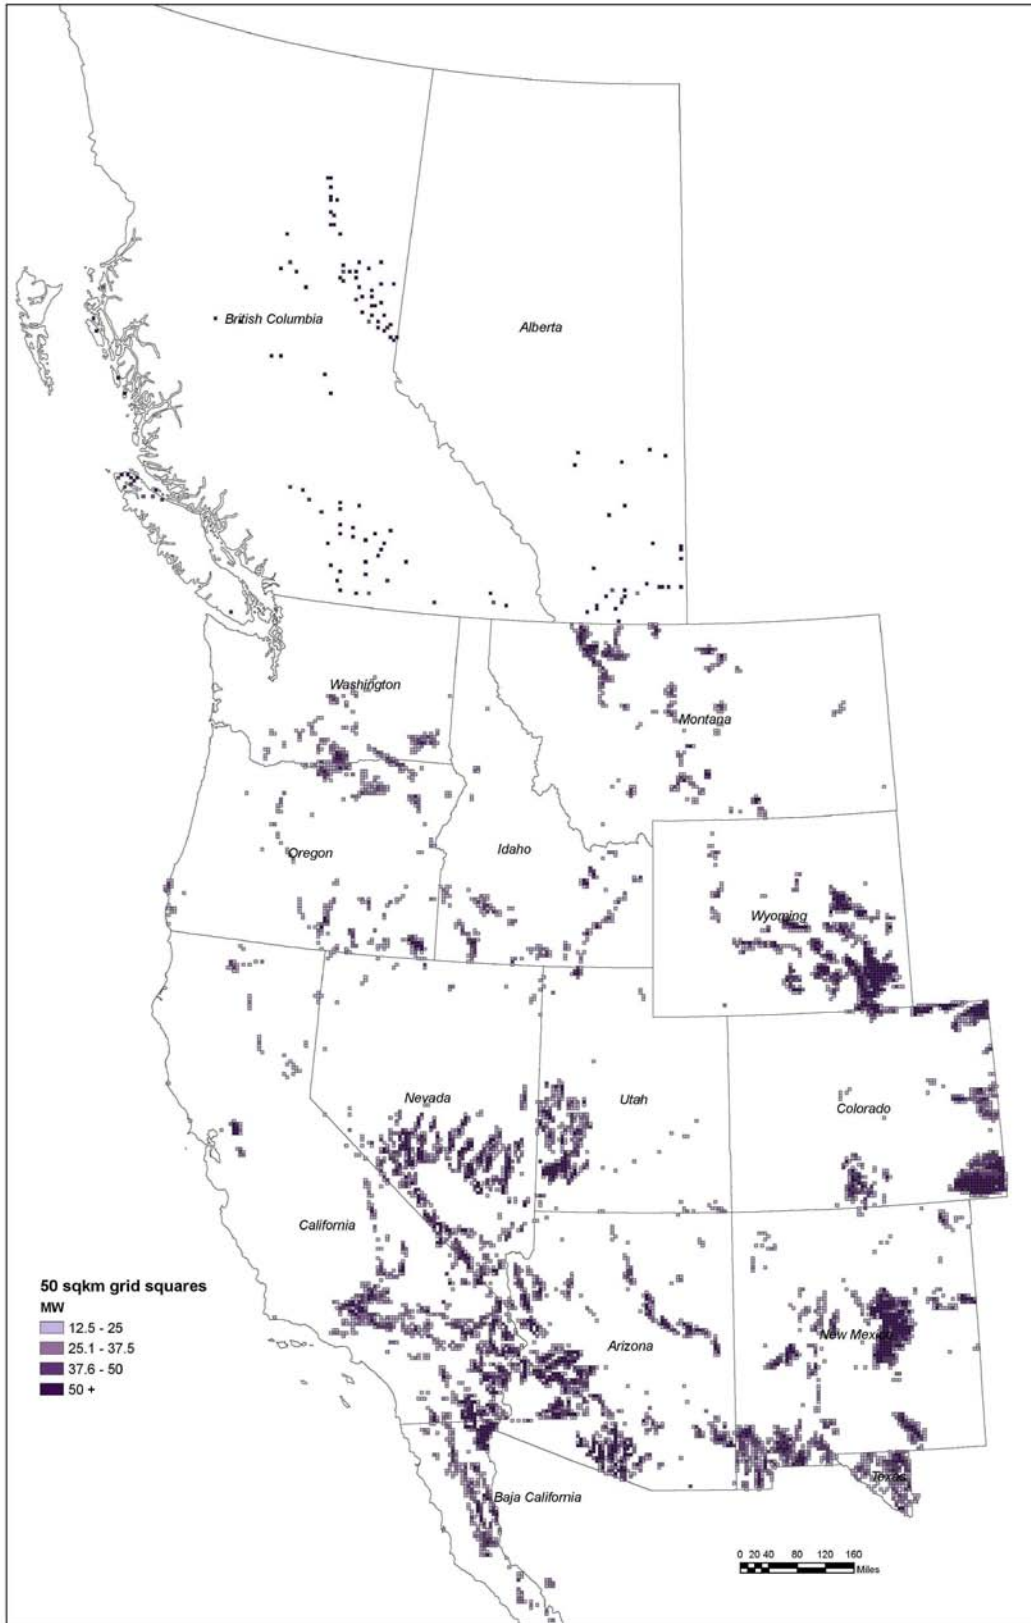 British Columbia
Alberta
Washington
Montana
Oregon
Idaho
Wyoming
Nevada
Utah
Colorado
California
50 sqkm grid squares
MW
12.5 - 25
25.1 - 37.5
37.6 - 50
50 +
Arizona
New Mexico
Texas
Baja California
0 20 40 80 120 160
Miles